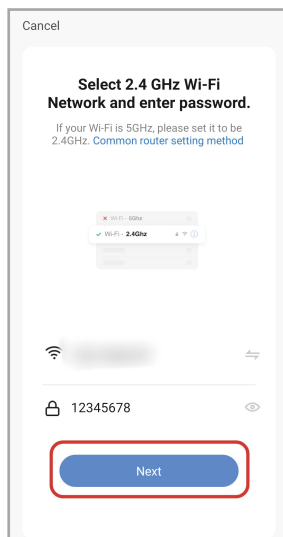 Cancel
Select 2.4 GHz Wi-Fi
Network and enter password.
If your Wi-Fi is 5GHz, please set it to be
2.4GHz. Common router setting method
Wi-Fi - 5Ghz
Wi-Fi - 2.4Ghz
12345678
Next